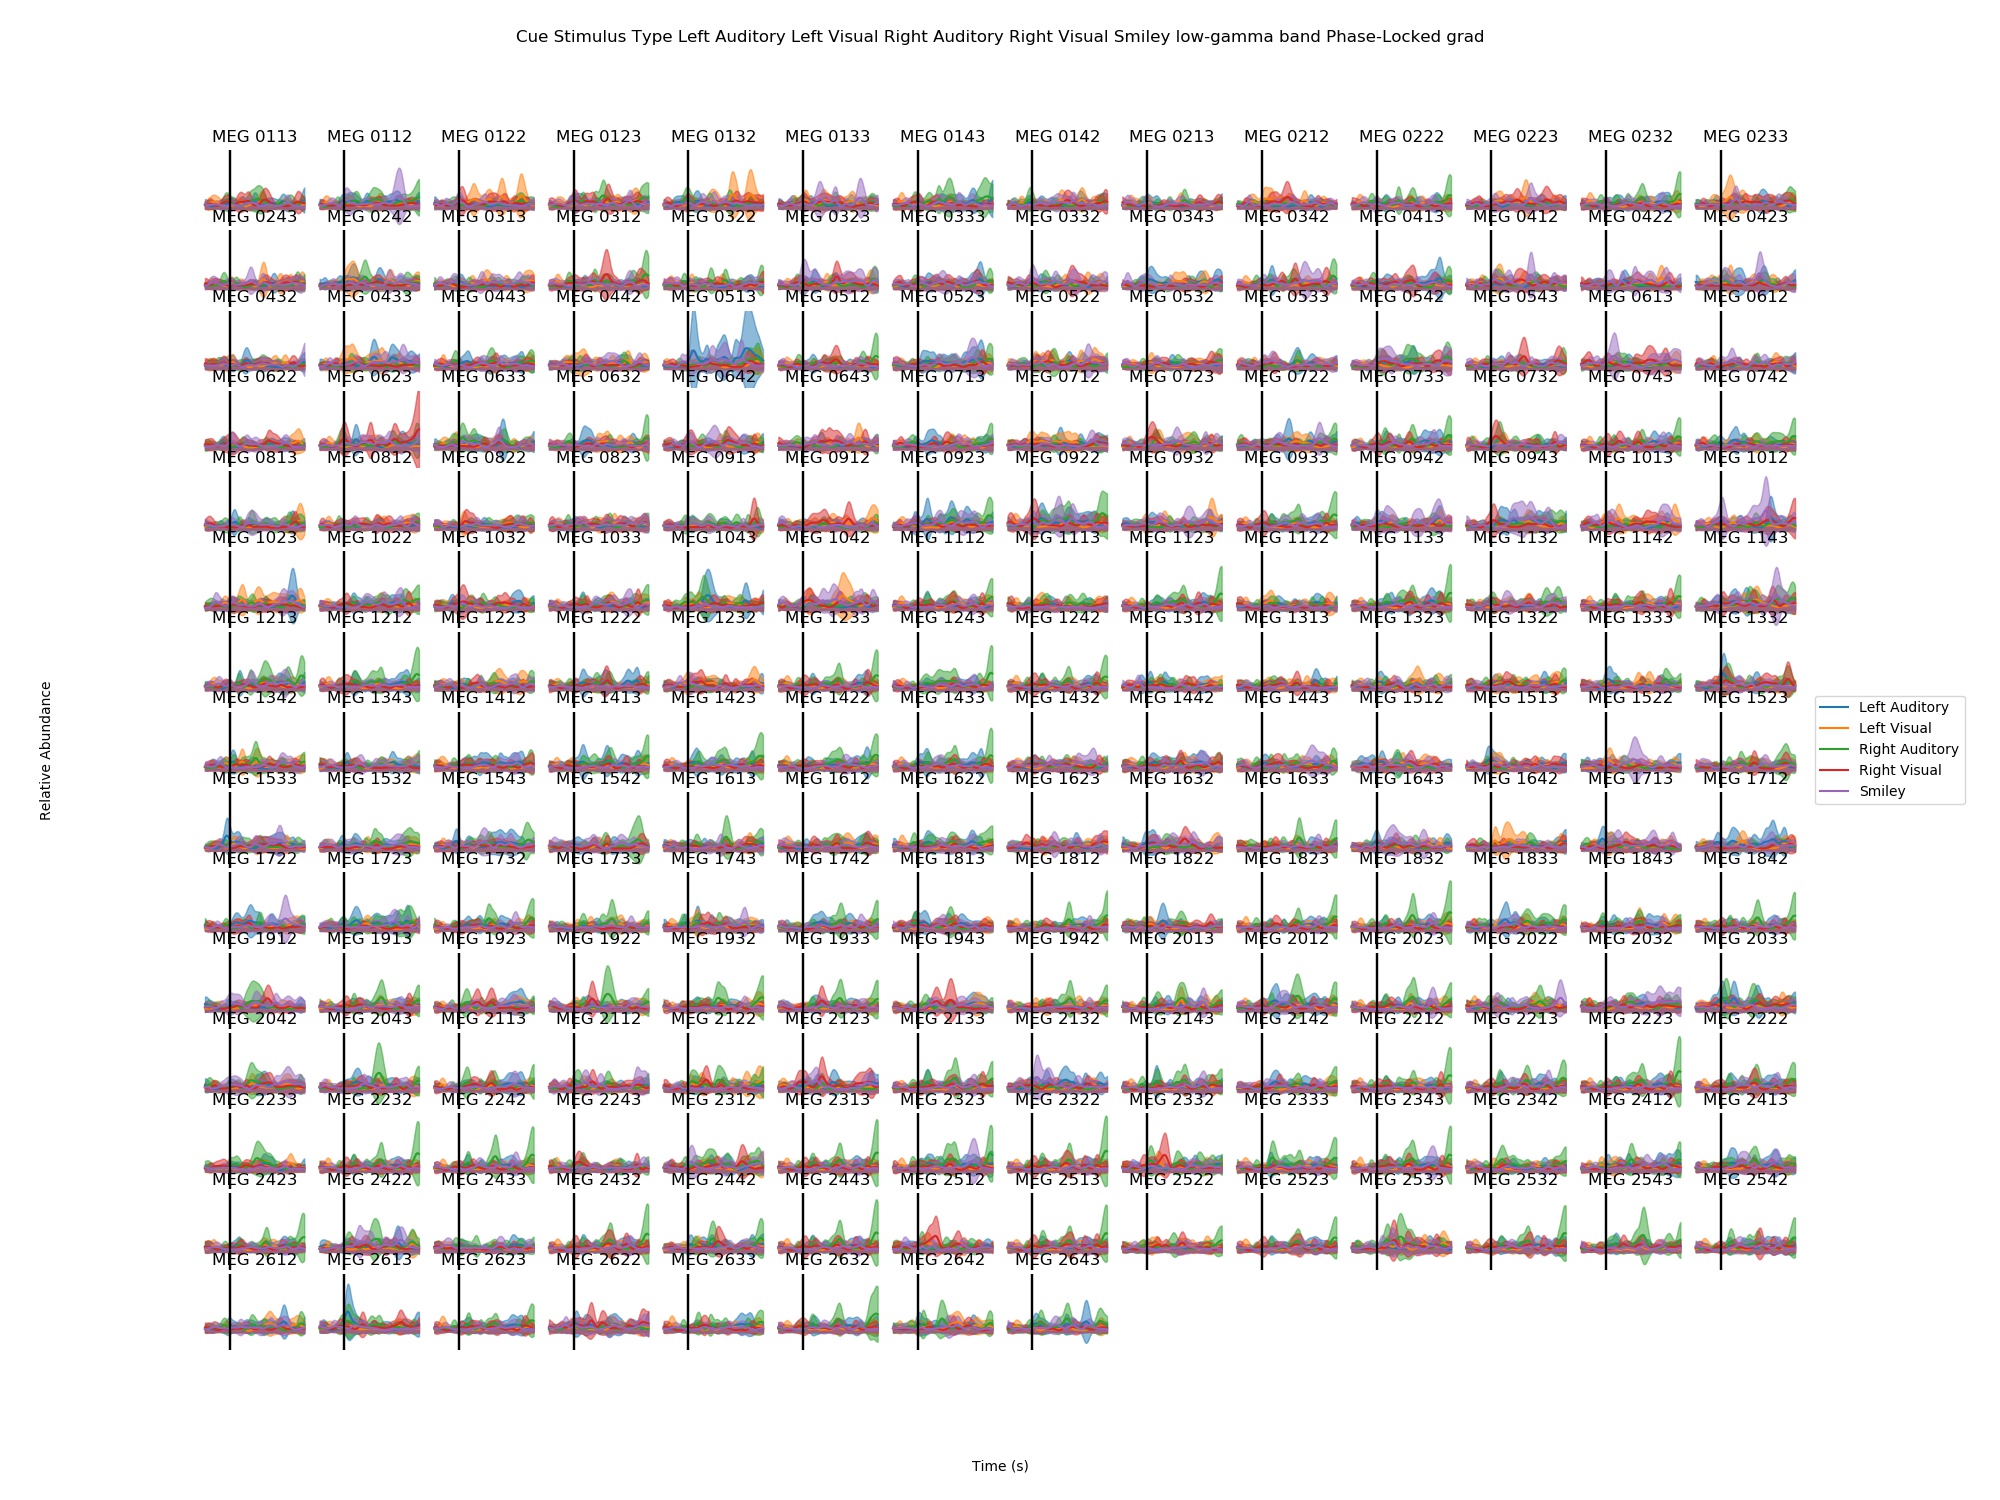 Cue Stimulus Type Left Auditory Left Visual Right Auditory Right Visual Smiley low-gamma band Phase-Locked grad
MEG 0113 MEG 0112 MEG 0122 MEG 0123 MEG 0132 MEG 0133 MEG 0143 MEG 0142 MEG 0213 MEG 0212 MEG 0222 MEG 0223 MEG 0232 MEG 0233
MEG 0243 MEG 0242 MEG 0313 MEG 0312 MEG 0322 MEG 0323 MEG 0333 MEG 0332 MEG 0343 MEG 0342 MEG 0413 MEG 0412 MEG 0422 MEG 0423
MEG 0432 MEG 0433 MEG 0443 MEG 0442 MEG 0513 MEG 0512 MEG 0523 MEG 0522 MEG 0532 MEG 0533 MEG 0542 MEG 0543 MEG 0613 MEG 0612
MEG 0622 MEG 0623 MEG 0633 MEG 0632 MEG 0642 MEG 0643 MEG 0713 MEG 0712 MEG 0723 MEG 0722 MEG 0733 MEG 0732 MEG 0743 MEG 0742
MEG 0813 MEG 0812 MEG 0822 MEG 0823 MEG 0913 MEG 0912 MEG 0923 MEG 0922 MEG 0932 MEG 0933 MEG 0942 MEG 0943 MEG 1013 MEG 1012
MEG 1023 MEG 1022 MEG 1032 MEG 1033 MEG 1043 MEG 1042 MEG 1112 MEG 1113 MEG 1123 MEG 1122 MEG 1133 MEG 1132 MEG 1142 MEG 1143
MEG 1213 MEG 1212 MEG 1223 MEG 1222 MEG 1232 MEG 1233 MEG 1243 MEG 1242 MEG 1312 MEG 1313 MEG 1323 MEG 1322 MEG 1333 MEG 1332
MEG 1342 MEG 1343 MEG 1412 MEG 1413 MEG 1423 MEG 1422 MEG 1433 MEG 1432 MEG 1442 MEG 1443 MEG 1512 MEG 1513 MEG 1522 MEG 1523
MEG 1533 MEG 1532 MEG 1543 MEG 1542 MEG 1613 MEG 1612 MEG 1622 MEG 1623 MEG 1632 MEG 1633 MEG 1643 MEG 1642 MEG 1713 MEG 1712
MEG 1722 MEG 1723 MEG 1732 MEG 1733 MEG 1743 MEG 1742 MEG 1813 MEG 1812 MEG 1822 MEG 1823 MEG 1832 MEG 1833 MEG 1843 MEG 1842
MEG 1912 MEG 1913 MEG 1923 MEG 1922 MEG 1932 MEG 1933 MEG 1943 MEG 1942 MEG 2013 MEG 2012 MEG 2023 MEG 2022 MEG 2032 MEG 2033
MEG 2042 MEG 2043 MEG 2113 MEG 2112 MEG 2122 MEG 2123 MEG 2133 MEG 2132 MEG 2143 MEG 2142 MEG 2212 MEG 2213 MEG 2223 MEG 2222
MEG 2233 MEG 2232 MEG 2242 MEG 2243 MEG 2312 MEG 2313 MEG 2323 MEG 2322 MEG 2332 MEG 2333 MEG 2343 MEG 2342 MEG 2412 MEG 2413
MEG 2423 MEG 2422 MEG 2433 MEG 2432 MEG 2442 MEG 2443 MEG 2512 MEG 2513 MEG 2522 MEG 2523 MEG 2533 MEG 2532 MEG 2543 MEG 2542
MEG 2612 MEG 2613 MEG 2623 MEG 2622 MEG 2633 MEG 2632 MEG 2642 MEG 2643
Relative Abundance
Left Auditory
Left Visual
Right Auditory
Right Visual
Smiley
Time (s)